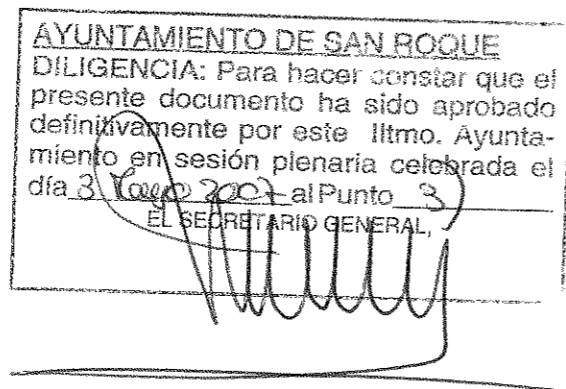 AYUNTAMIENTO DE SAN ROQUE
DILIGENCIA: Para hacer constar que el
presente documento ha sido aprobado
definitivamente por este Iltmo. Ayunta-
miento en sesión plenaria celebrada el
día 3 Mayo 2007 al Punto 3
EL SECRETARIO GENERAL,